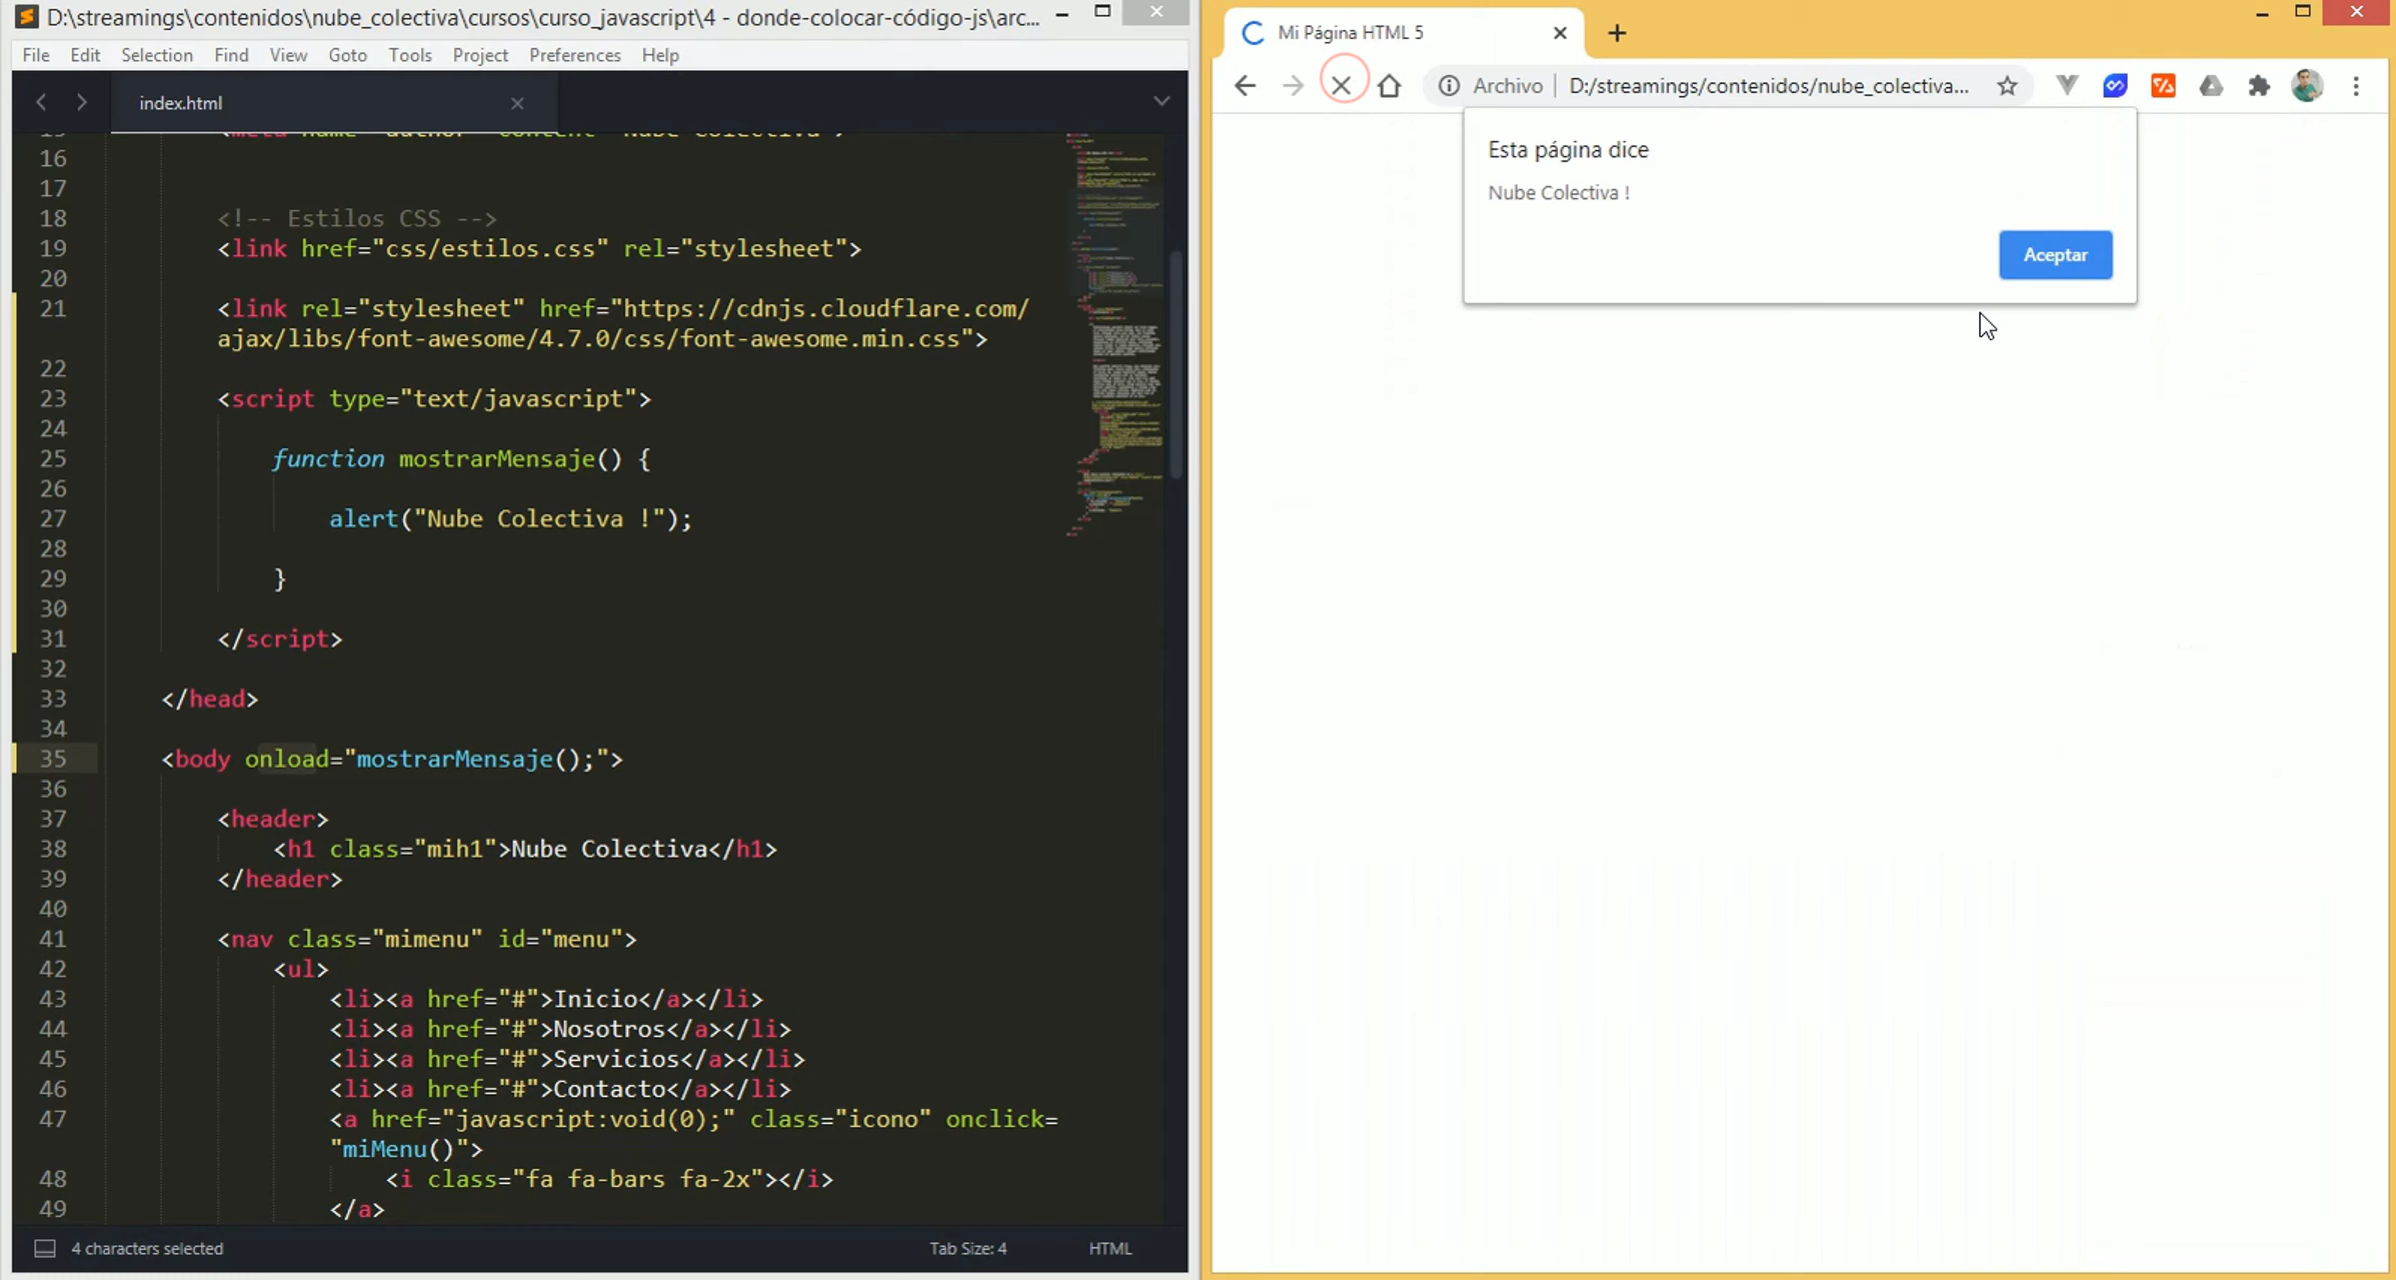 D:\streamings\contenidos\nube_colectiva\cursos\curso_javascript\4 - donde-colocar-código-js\arc...
File Edit Selection Find View Goto Tools Project Preferences Help
index.html
16
17
18 <!-- Estilos CSS -->
19 <link href="css/estilos.css" rel="stylesheet">
20
21 <link rel="stylesheet" href="https://cdnjs.cloudflare.com/
ajax/libs/font-awesome/4.7.0/css/font-awesome.min.css">
22
23 <script type="text/javascript">
24
25 function mostrarMensaje() {
26
27 alert("Nube Colectiva !");
28
29 }
30
31 </script>
32
33 </head>
34
35 <body onload="mostrarMensaje();">
36
37 <header>
38 <h1 class="mih1">Nube Colectiva</h1>
39 </header>
40
41 <nav class="mimenu" id="menu">
42 <ul>
43 <li><a href="#">Inicio</a></li>
44 <li><a href="#">Nosotros</a></li>
45 <li><a href="#">Servicios</a></li>
46 <li><a href="#">Contacto</a></li>
47 <a href="javascript:void(0);" class="icono" onclick=
"miMenu()">
48 <i class="fa fa-bars fa-2x"></i>
49 </a>
4 characters selected Tab Size: 4 HTML
Mi Página HTML 5
Archivo | D:/streamings/contenidos/nube_colectiva...
Esta página dice
Nube Colectiva !
Aceptar